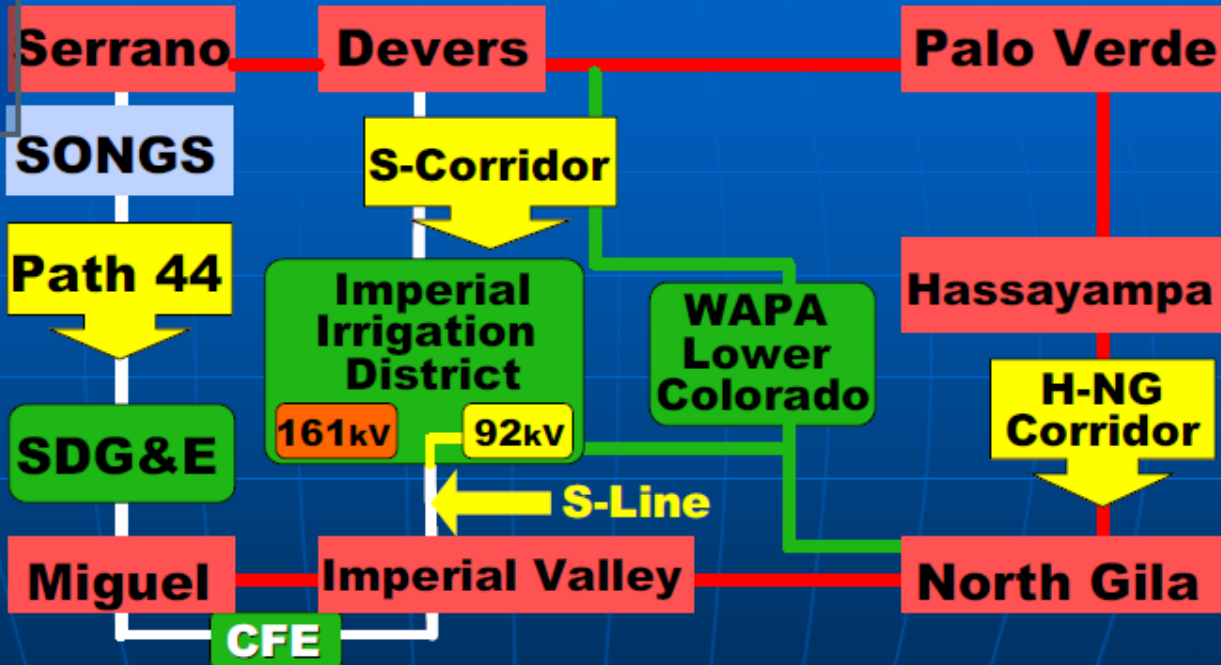 Serrano
Devers
Palo Verde
SONGS
S-Corridor
Path 44
Imperial
Irrigation
District
161kV
92kV
WAPA
Lower
Colorado
Hassayampa
H-NG
Corridor
SDG&E
S-Line
Miguel
Imperial Valley
North Gila
CFE